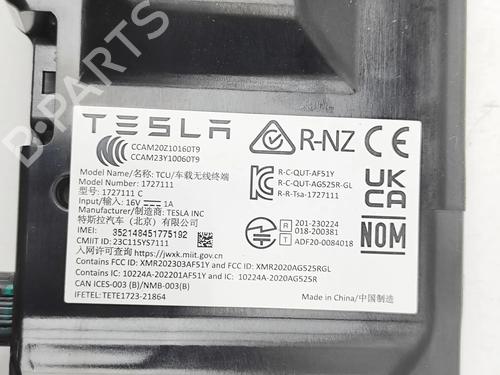 B-PARTS
TESLA
R-NZ
CCAM20Z10160T9
CCAM23Y10060T9
Model Name/名称: TCU/车载无线终端
Model Number: 1727111
型号: 1727111 C
Input/输入: 16V ⎓ 1A
Manufacturer/制造商: TESLA INC
特斯拉汽车（北京）有限公司
IMEI: 352148451775192
CMIIT ID: 23C115YS7111
入网许可查询 https://jwxk.miit.gov.cn
Contains FCC ID: XMR202303AF51Y and FCC ID: XMR2020AG525RGL
Contains IC: 10224A-202201AF51Y and IC: 10224A-2020AG525R
CAN ICES-003 (B)/NMB-003(B)
IFETEL: TETE1723-21864
R-C-QUT-AF51Y
R-C-QUT-AG525R-GL
R-R-Tsa-1727111
R 201-230224
018-200381
T ADF20-0084018
UK
CA
NOM
Made in China/中国制造